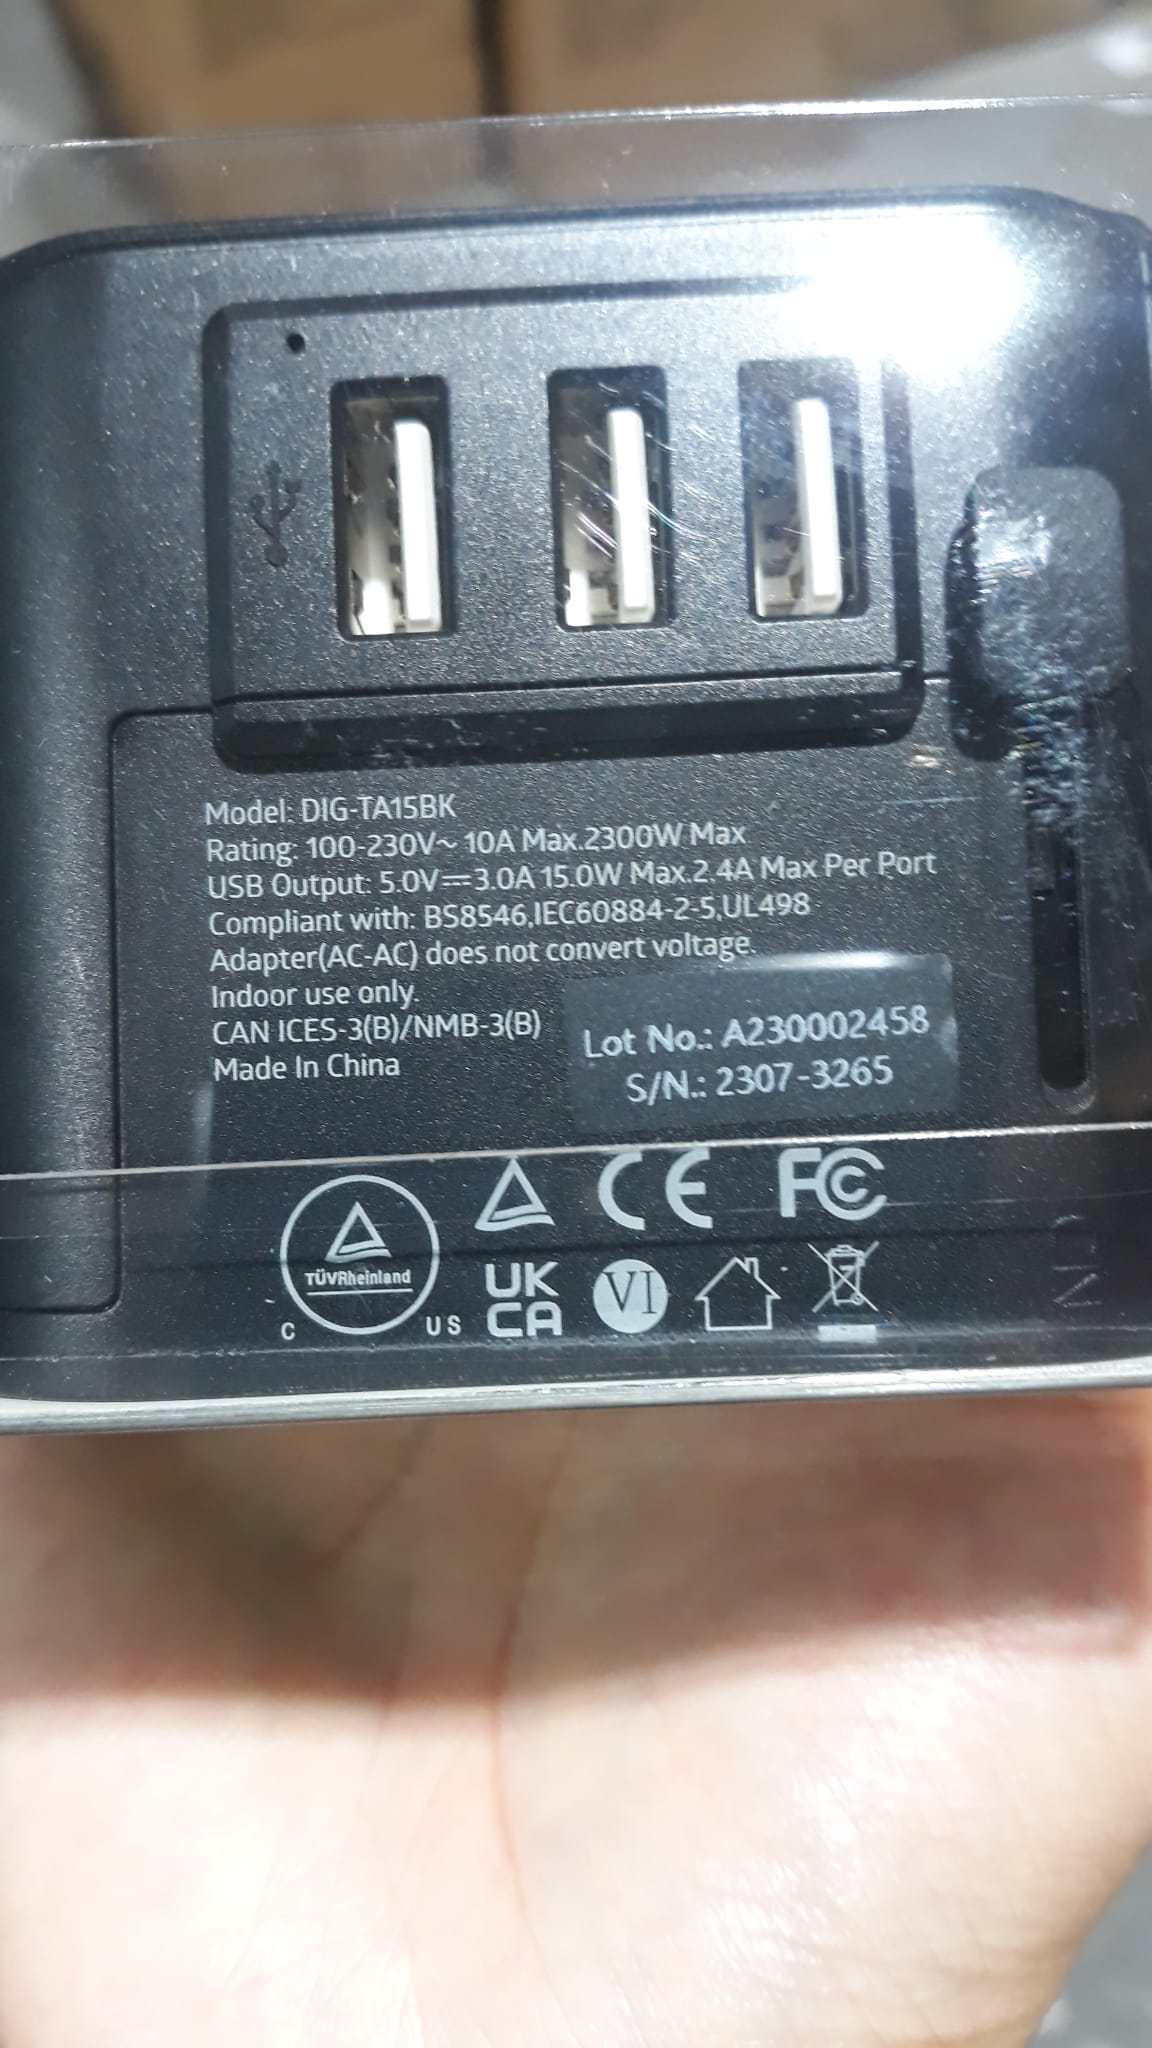 Model: DIG-TA15BK
Rating: 100-230V~ 10A Max.2300W Max
USB Output: 5.0V⎓3.0A 15.0W Max.2.4A Max Per Port
Compliant with: BS8546,IEC60884-2-5,UL498
Adapter(AC-AC) does not convert voltage.
Indoor use only.
CAN ICES-3(B)/NMB-3(B)
Made In China
Lot No.: A230002458
S/N.: 2307-3265
CE FC
TÜVRheinland
C US
UK
CA
VI